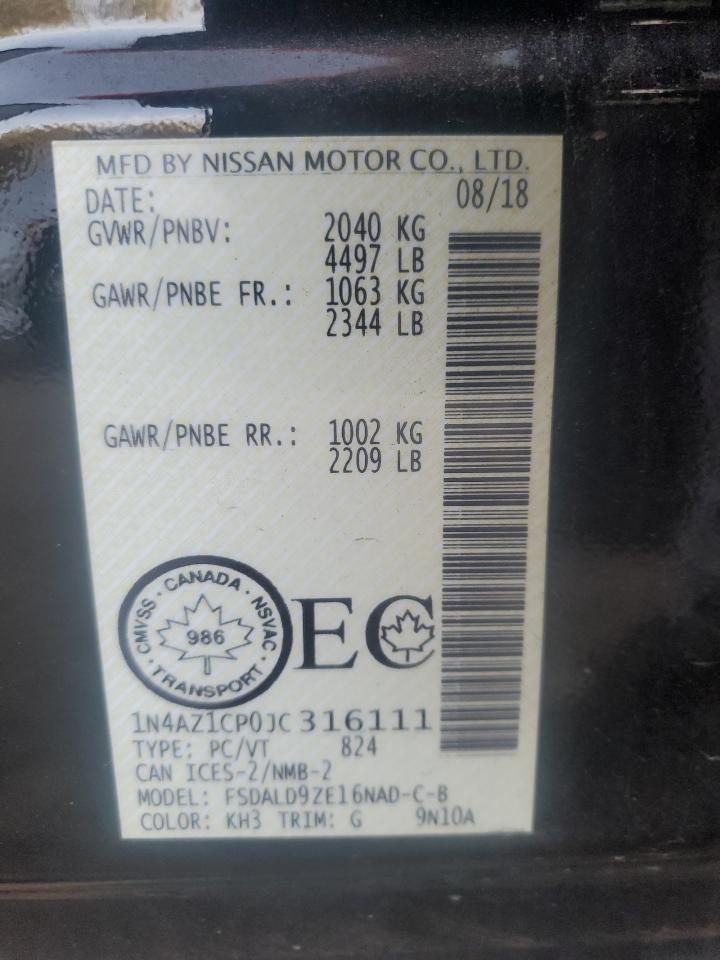 MFD BY NISSAN MOTOR CO., LTD.
DATE: 08/18
GVWR/PNBV: 2040 KG
4497 LB
GAWR/PNBE FR.: 1063 KG
2344 LB
GAWR/PNBE RR.: 1002 KG
2209 LB
CANADA · NSVAC · TRANSPORT · CMVSS ·
986
EC
1N4AZ1CP0JC316111
TYPE: PC/VT 824
CAN ICES-2/NMB-2
MODEL: FSDALD9ZE16NAD-C-B
COLOR: KH3 TRIM: G 9N10A